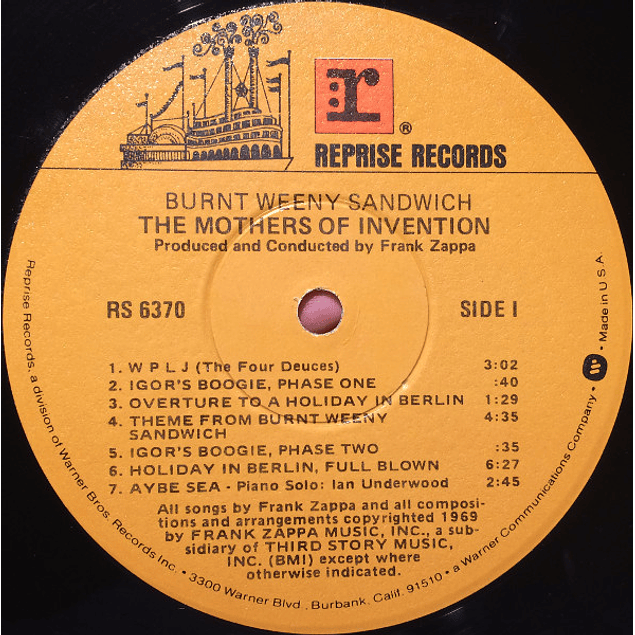 r
®
REPRISE RECORDS
BURNT WEENY SANDWICH
THE MOTHERS OF INVENTION
Produced and Conducted by Frank Zappa
RS 6370 SIDE I
1. W P L J (The Four Deuces) 3:02
2. IGOR'S BOOGIE, PHASE ONE :40
3. OVERTURE TO A HOLIDAY IN BERLIN 1:29
4. THEME FROM BURNT WEENY 4:35
SANDWICH
5. IGOR'S BOOGIE, PHASE TWO :35
6. HOLIDAY IN BERLIN, FULL BLOWN 6:27
7. AYBE SEA - Piano Solo: Ian Underwood 2:45
All songs by Frank Zappa and all composi-
tions and arrangements copyrighted 1969
by FRANK ZAPPA MUSIC, INC., a sub-
sidiary of THIRD STORY MUSIC,
INC. (BMI) except where
otherwise indicated.
Reprise Records, a division of Warner Bros. Records Inc. • 3300 Warner Blvd., Burbank, Calif. 91510 • a Warner Communications Company • W • Made in U.S.A.